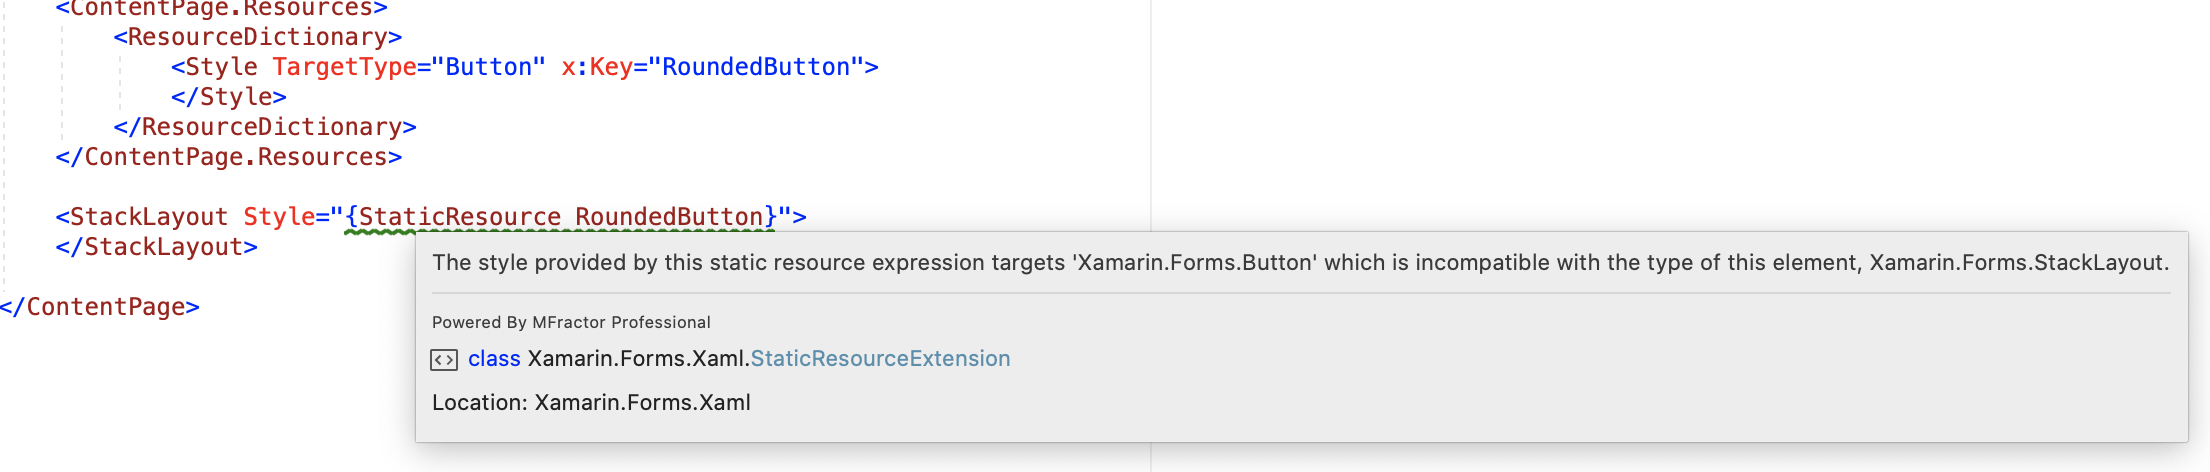 <ContentPage.Resources>
<ResourceDictionary>
<Style TargetType="Button" x:Key="RoundedButton">
</Style>
</ResourceDictionary>
</ContentPage.Resources>
<StackLayout Style="{StaticResource RoundedButton}">
</StackLayout>
The style provided by this static resource expression targets 'Xamarin.Forms.Button' which is incompatible with the type of this element, Xamarin.Forms.StackLayout.
</ContentPage>
Powered By MFractor Professional
class Xamarin.Forms.Xaml.StaticResourceExtension
Location: Xamarin.Forms.Xaml